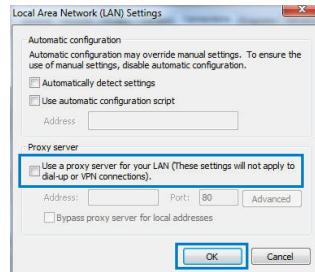 Local Area Network (LAN) Settings
Automatic configuration
Automatic configuration may override manual settings. To ensure the
use of manual settings, disable automatic configuration.
Automatically detect settings
Use automatic configuration script
Address
Proxy server
Use a proxy server for your LAN (These settings will not apply to
dial-up or VPN connections).
Address:
Port:
80
Advanced
Bypass proxy server for local addresses
OK
Cancel